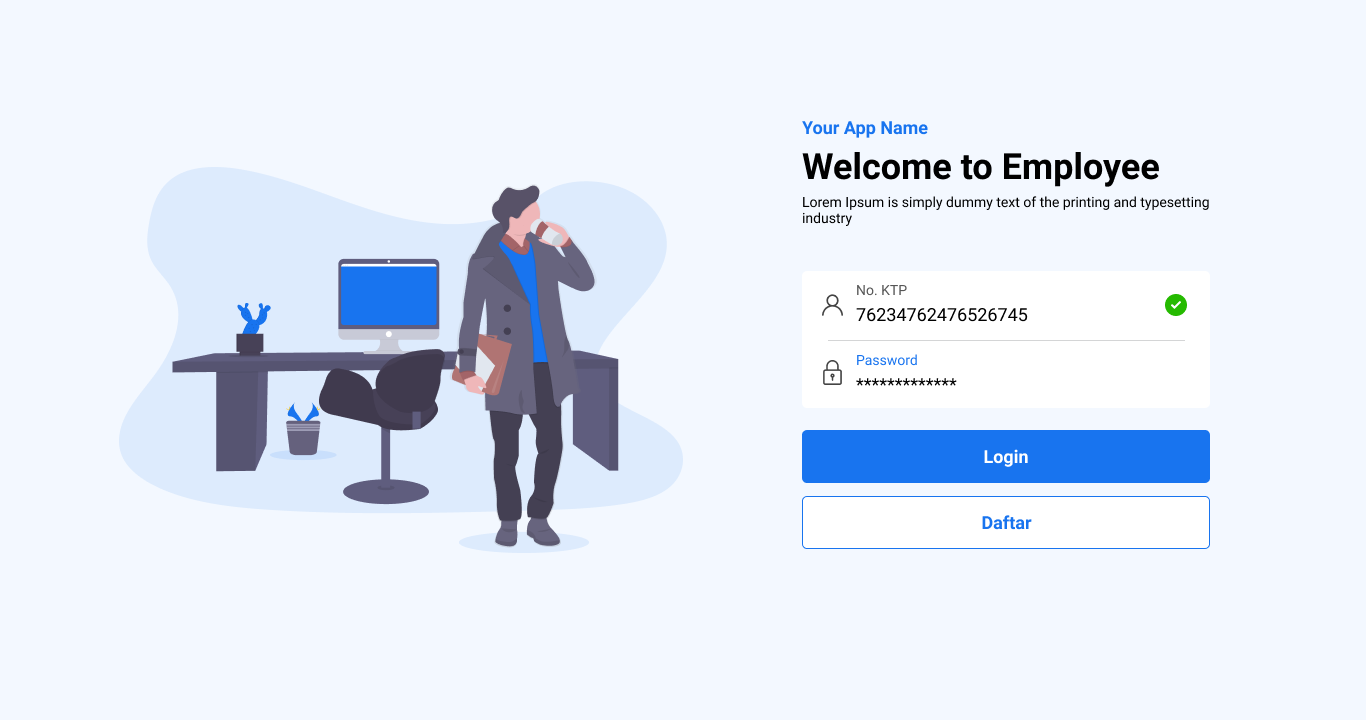 Your App Name
Welcome to Employee
Lorem Ipsum is simply dummy text of the printing and typesetting
industry
No. KTP
76234762476526745
Password
*************
Login
Daftar